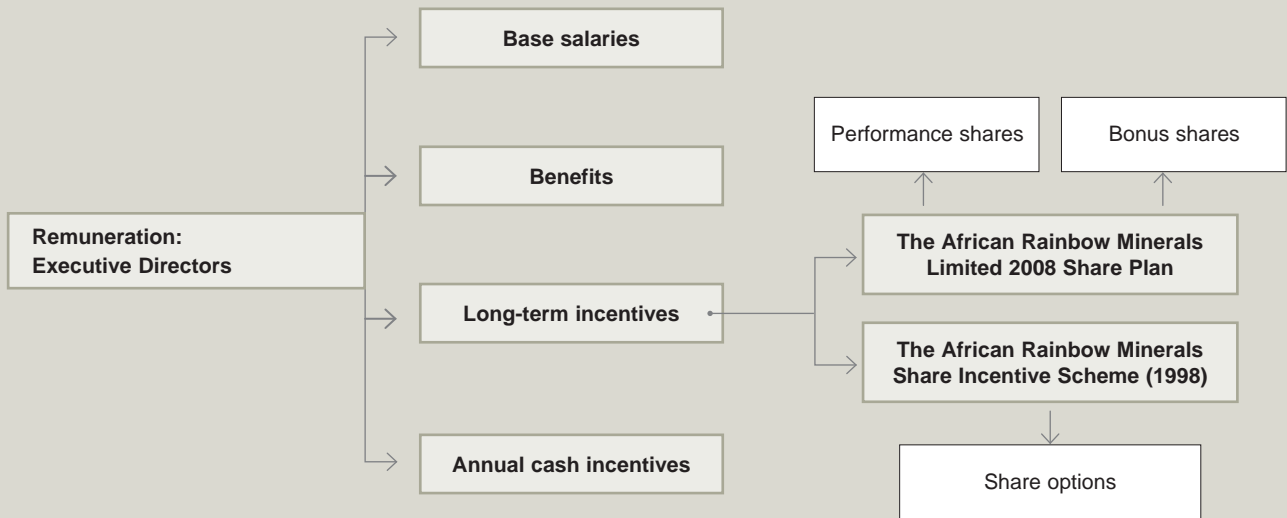 Base salaries
Performance shares
Bonus shares
Benefits
Remuneration:
Executive Directors
The African Rainbow Minerals
Limited 2008 Share Plan
Long-term incentives
The African Rainbow Minerals
Share Incentive Scheme (1998)
Annual cash incentives
Share options